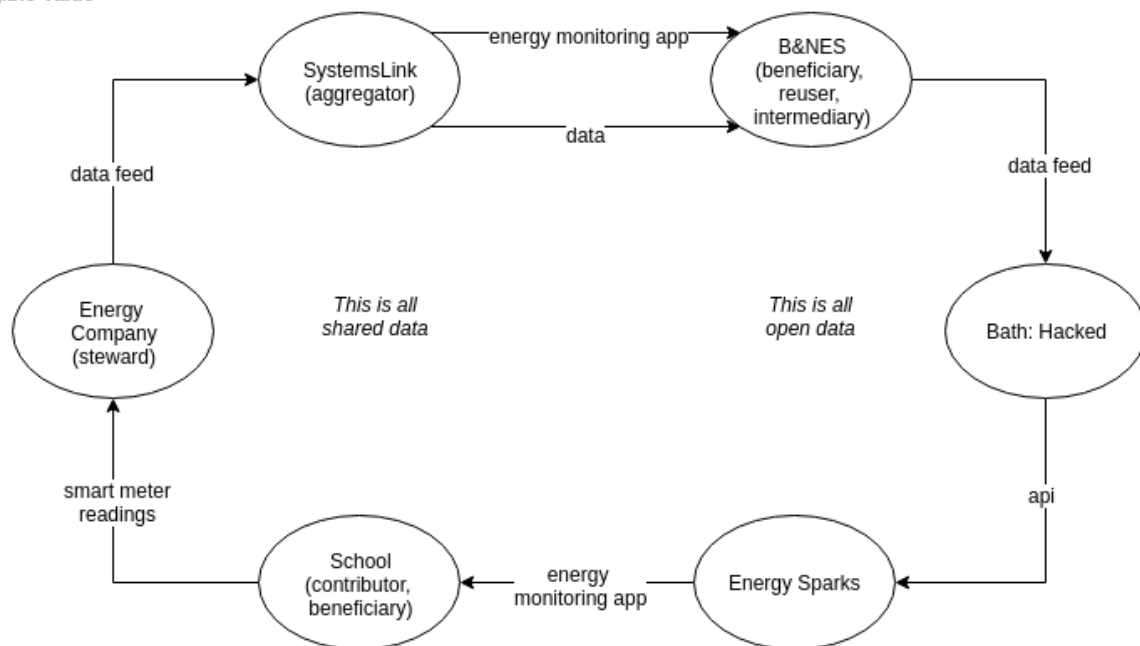 SystemsLink
(aggregator)
energy monitoring app
B&NES
(beneficiary,
reuser,
intermediary)
data
data feed
data feed
Energy
Company
(steward)
This is all
shared data
This is all
open data
Bath: Hacked
smart meter
readings
api
School
(contributor,
beneficiary)
energy
monitoring app
Energy Sparks